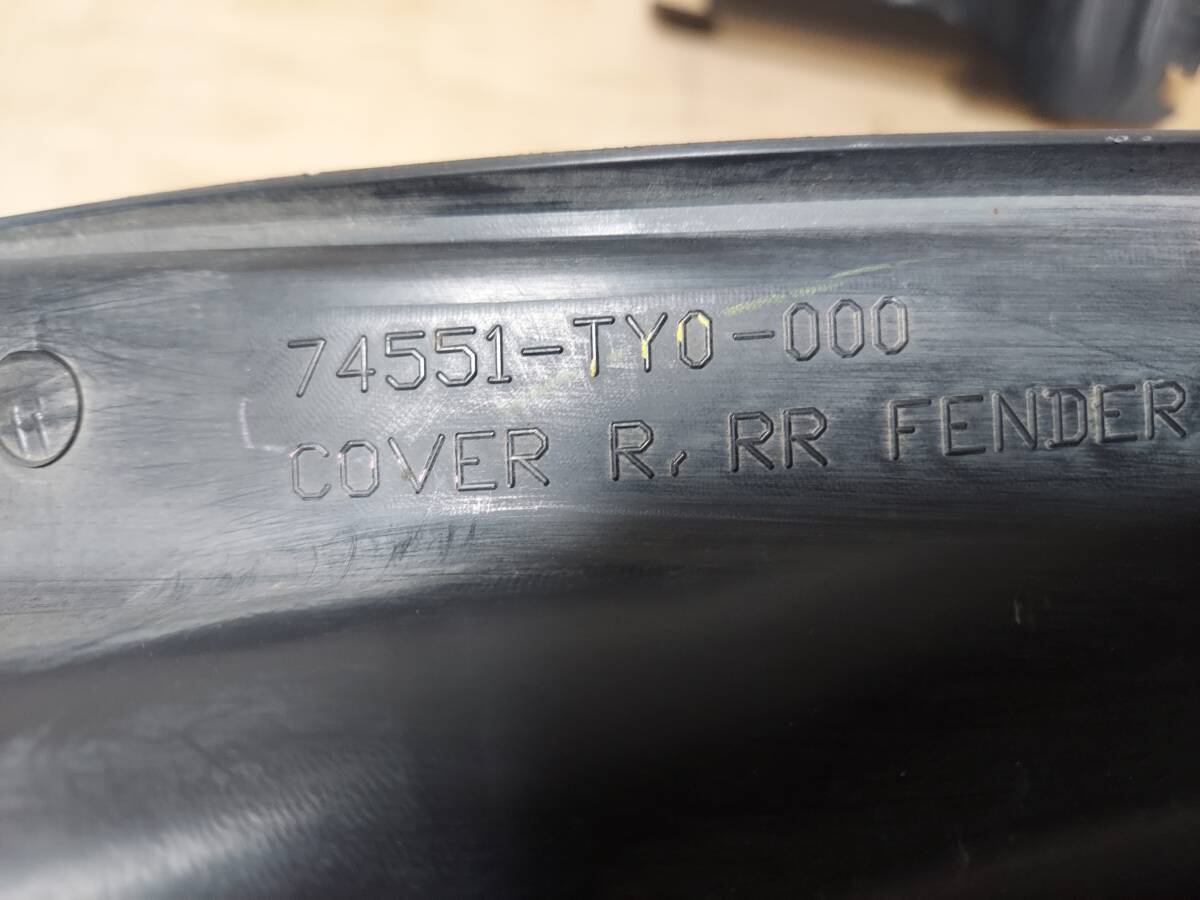 74551-TY0-000
COVER R, RR FENDER